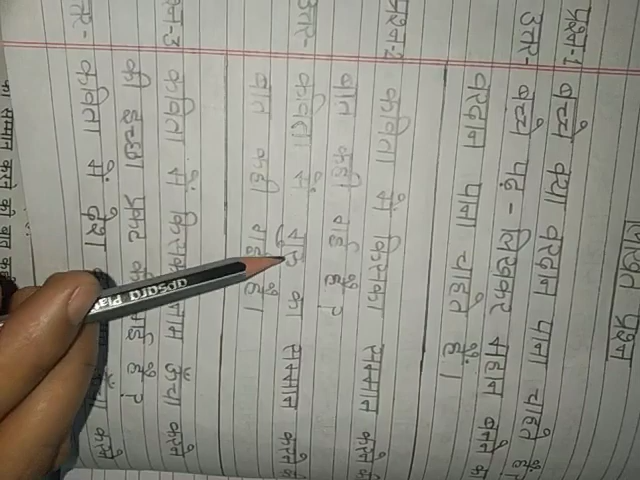 लिखित प्रश्न
प्रश्न-1 बच्चे क्या वरदान पाना चाहते हैं
उत्तर- बच्चे पढ़-लिखकर महान बनने का
वरदान पाना चाहते हैं।
प्रश्न-2 कविता में किसका सम्मान करने की
बात कही गई है?
उत्तर- कविता में गुरु का सम्मान करने की
बात कही गई है।
प्रश्न-3 कविता में किसका नाम ऊँचा करने
की इच्छा प्रकट की गई है?
उत्तर- कविता में देश ऊँचा करने
का सम्मान करने की बात कही
apsara Pla